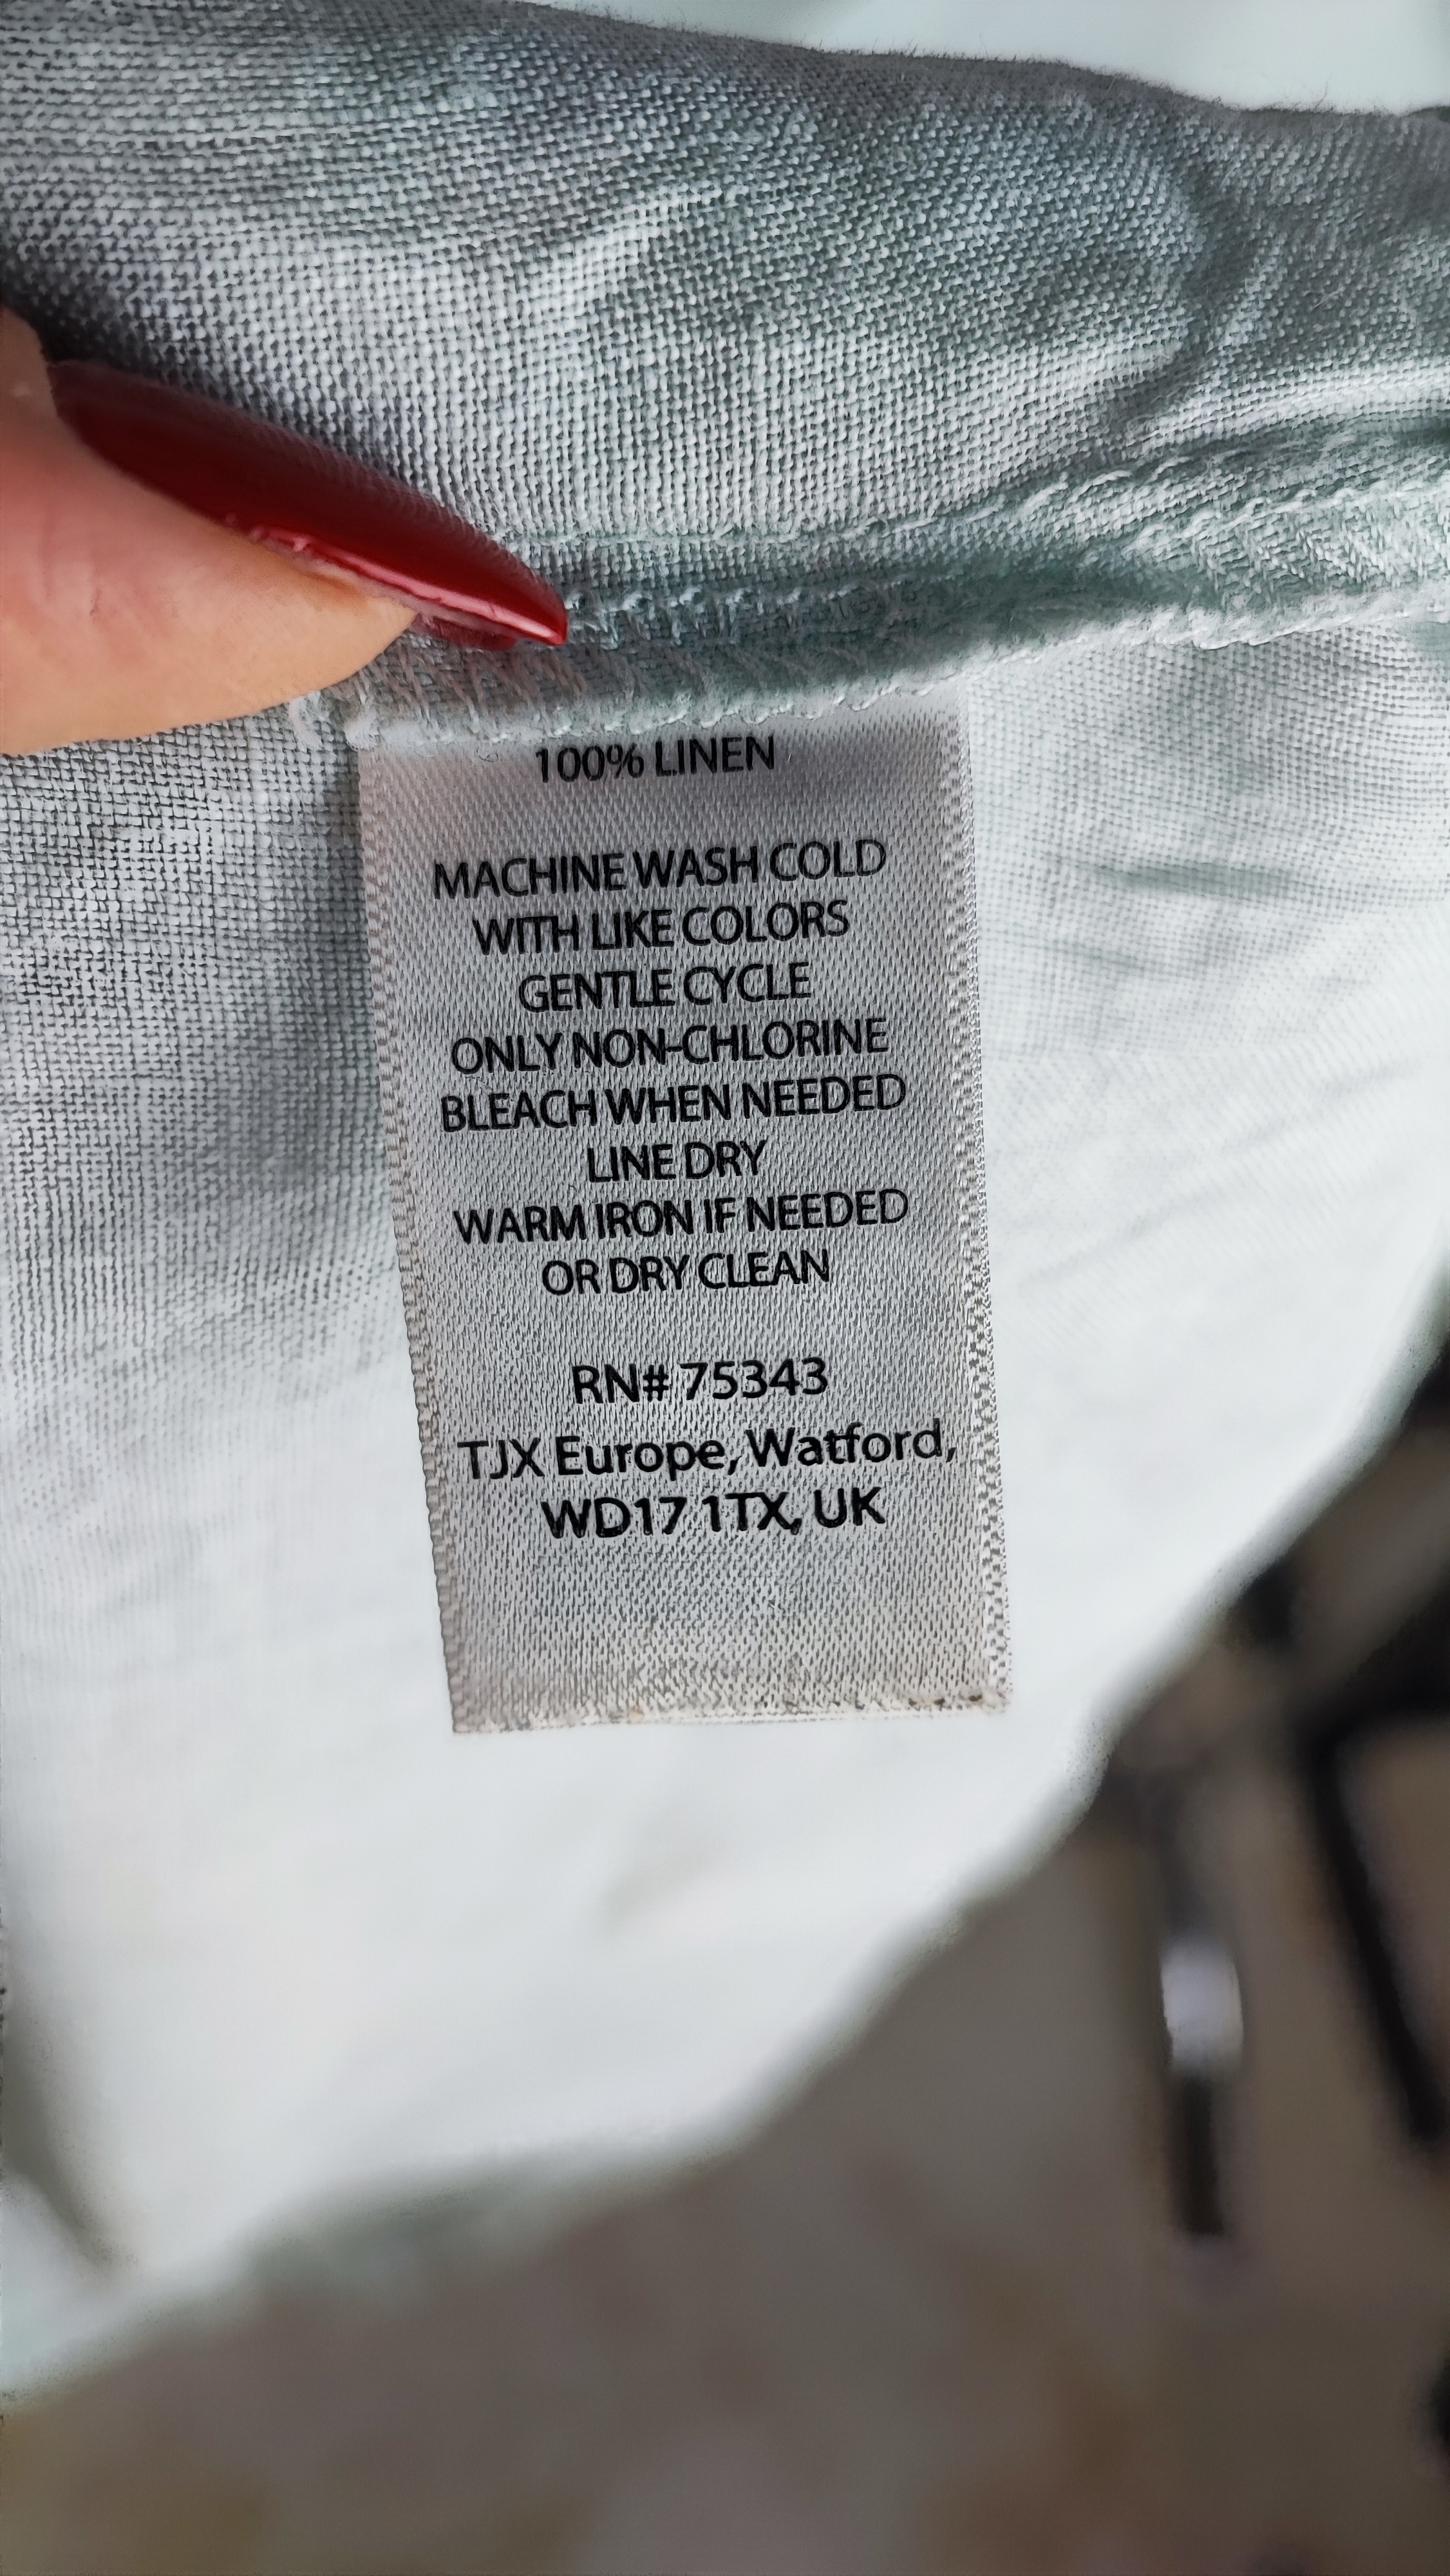 100% LINEN
MACHINE WASH COLD
WITH LIKE COLORS
GENTLE CYCLE
ONLY NON-CHLORINE
BLEACH WHEN NEEDED
LINE DRY
WARM IRON IF NEEDED
OR DRY CLEAN
RN# 75343
TJX Europe, Watford,
WD17 1TX, UK